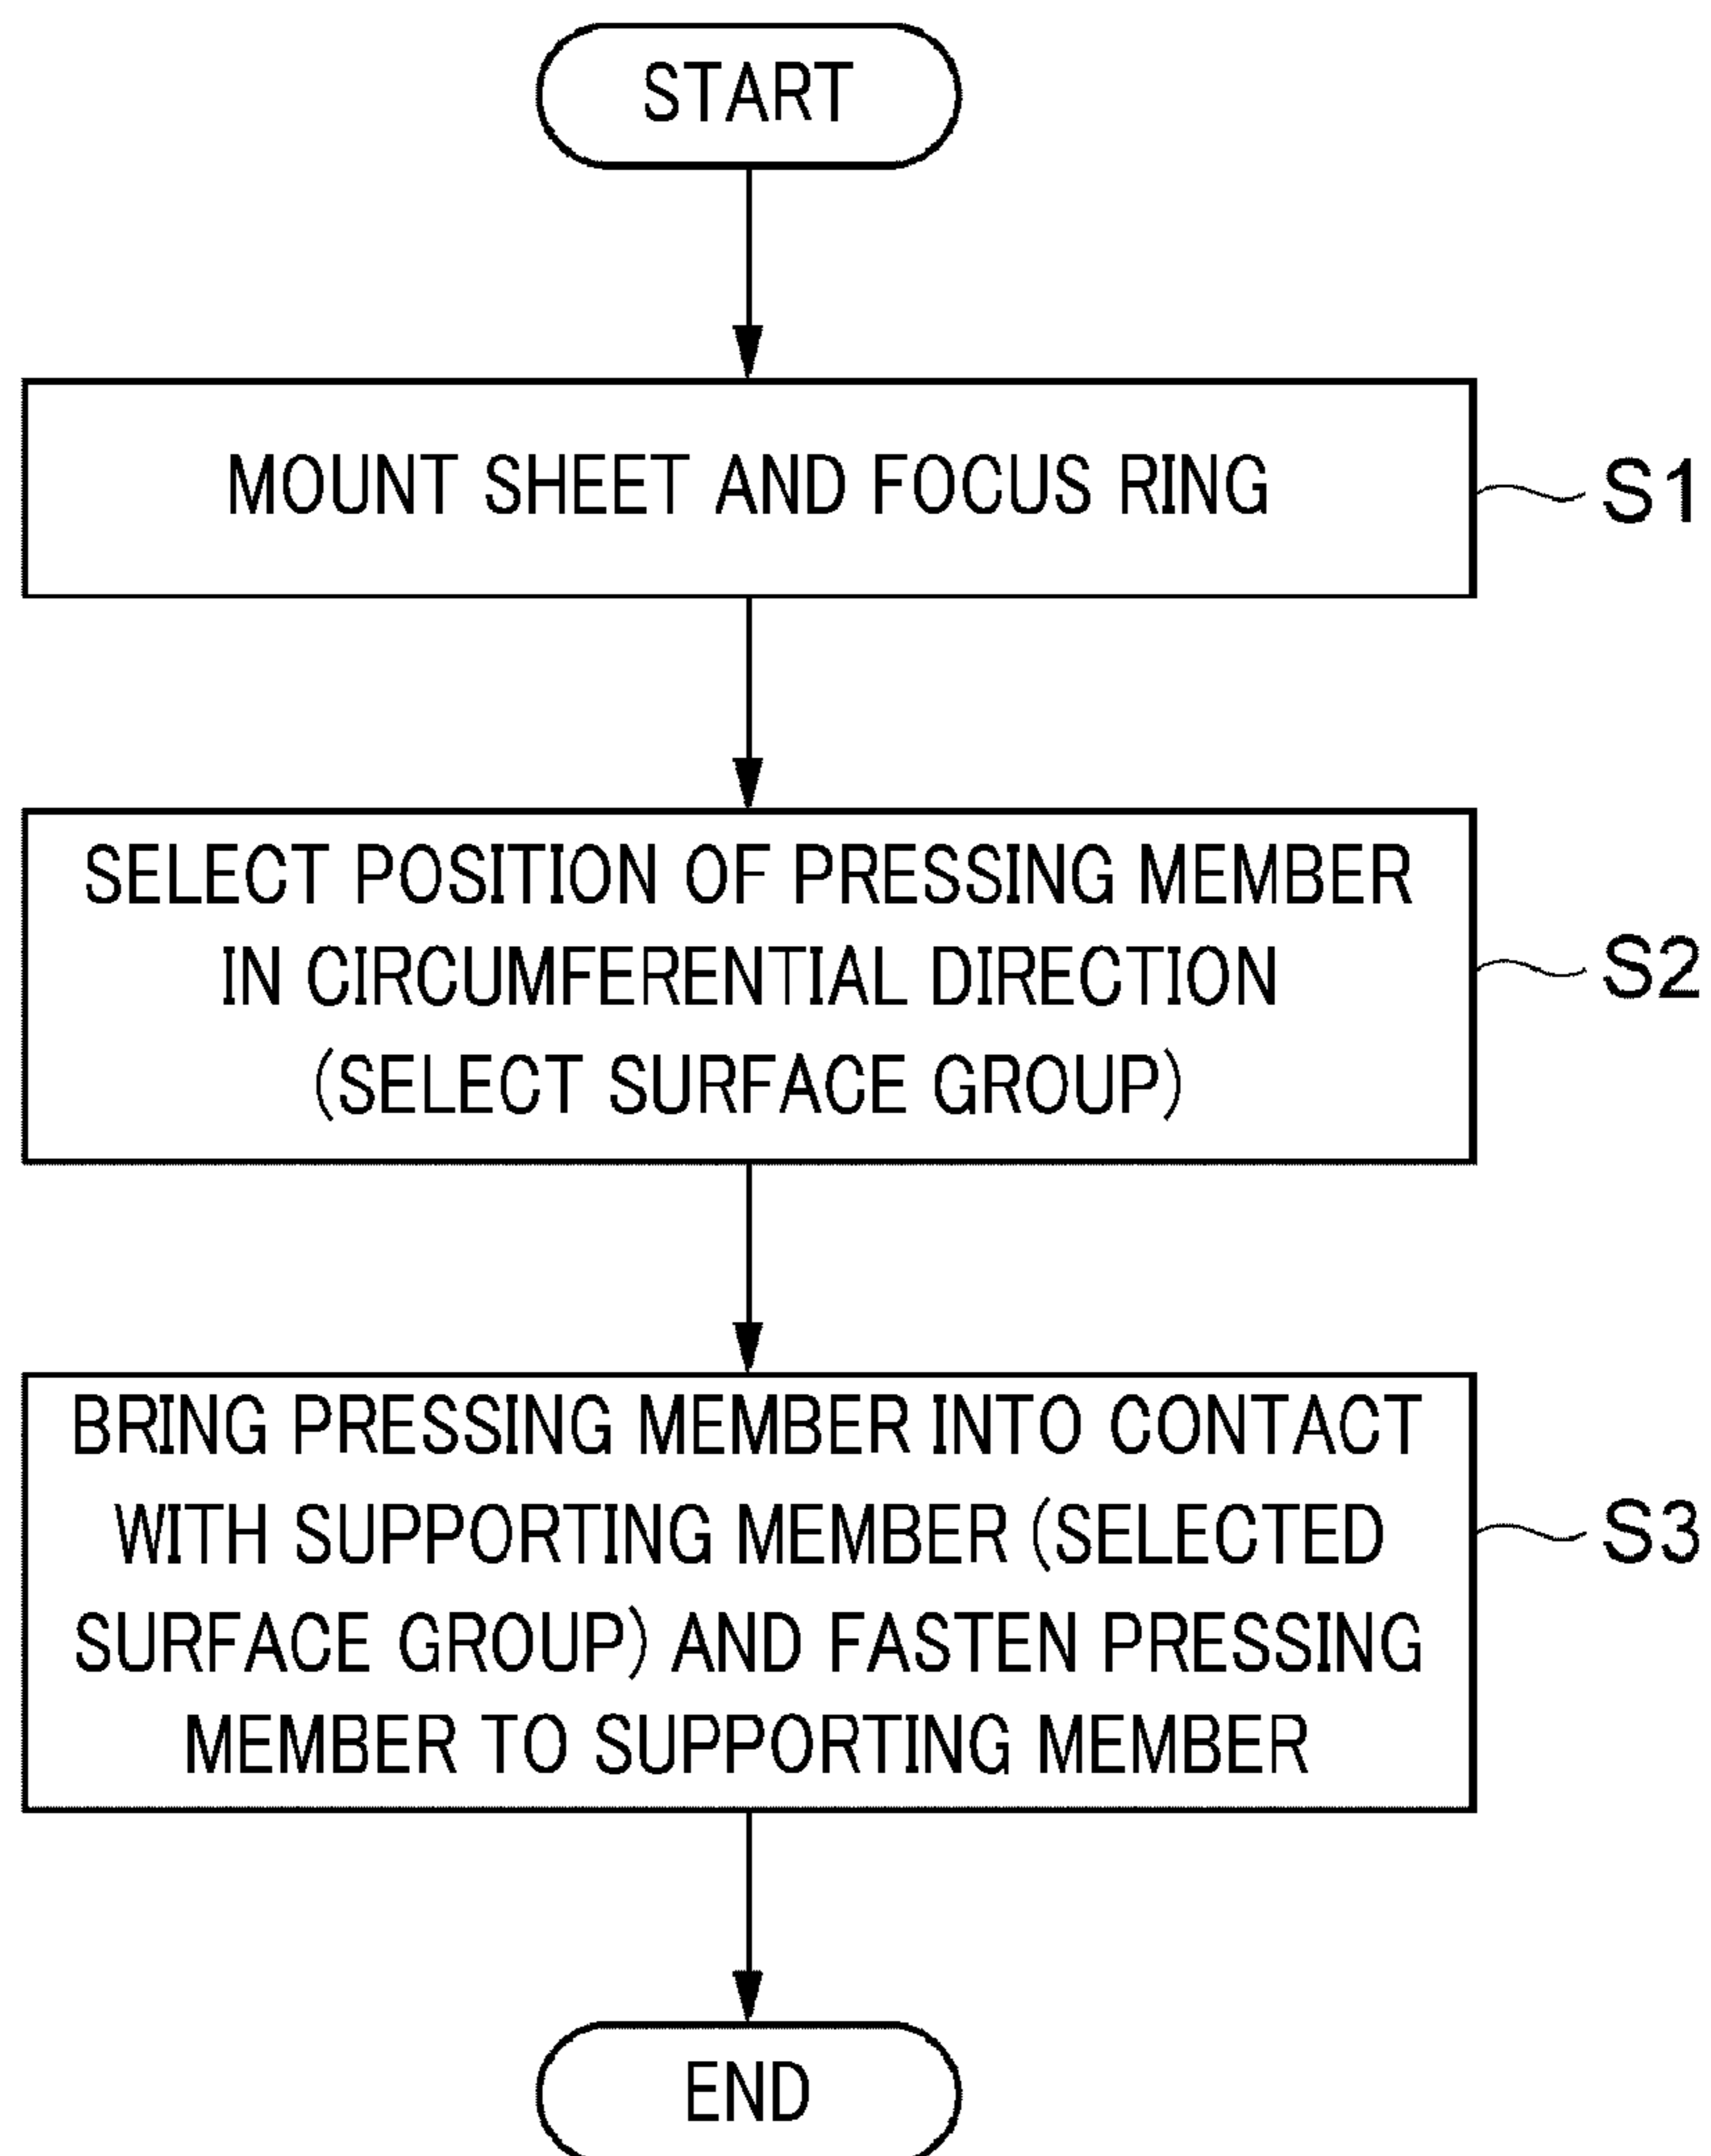 START
MOUNT SHEET AND FOCUS RING
S1
SELECT POSITION OF PRESSING MEMBER
IN CIRCUMFERENTIAL DIRECTION
(SELECT SURFACE GROUP)
S2
BRING PRESSING MEMBER INTO CONTACT
WITH SUPPORTING MEMBER (SELECTED
SURFACE GROUP) AND FASTEN PRESSING
MEMBER TO SUPPORTING MEMBER
S3
END